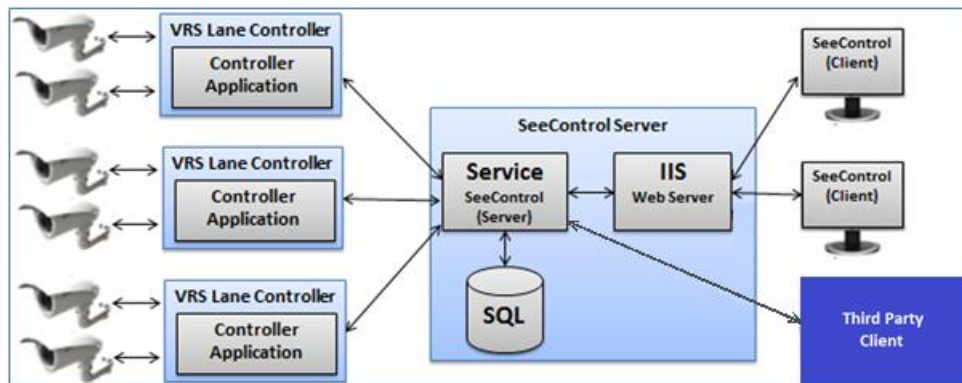 VRS Lane Controller
Controller
Application
VRS Lane Controller
Controller
Application
VRS Lane Controller
Controller
Application
SeeControl Server
Service
SeeControl
(Server)
IIS
Web Server
SQL
SeeControl
(Client)
SeeControl
(Client)
Third Party
Client